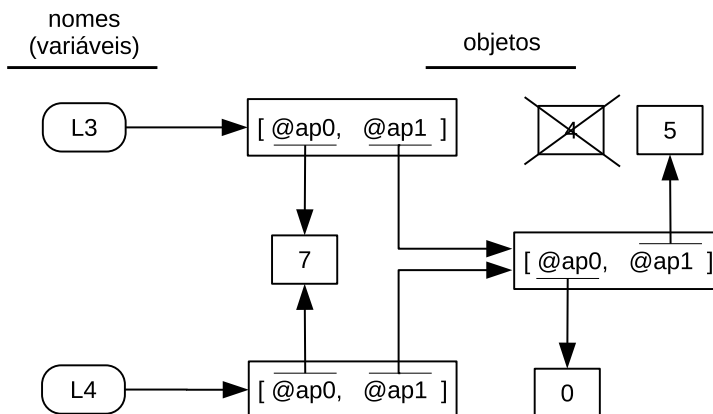 nomes
(variáveis)
objetos
L3
[ @ap0, @ap1 ]
4
5
7
[ @ap0, @ap1 ]
L4
[ @ap0, @ap1 ]
0